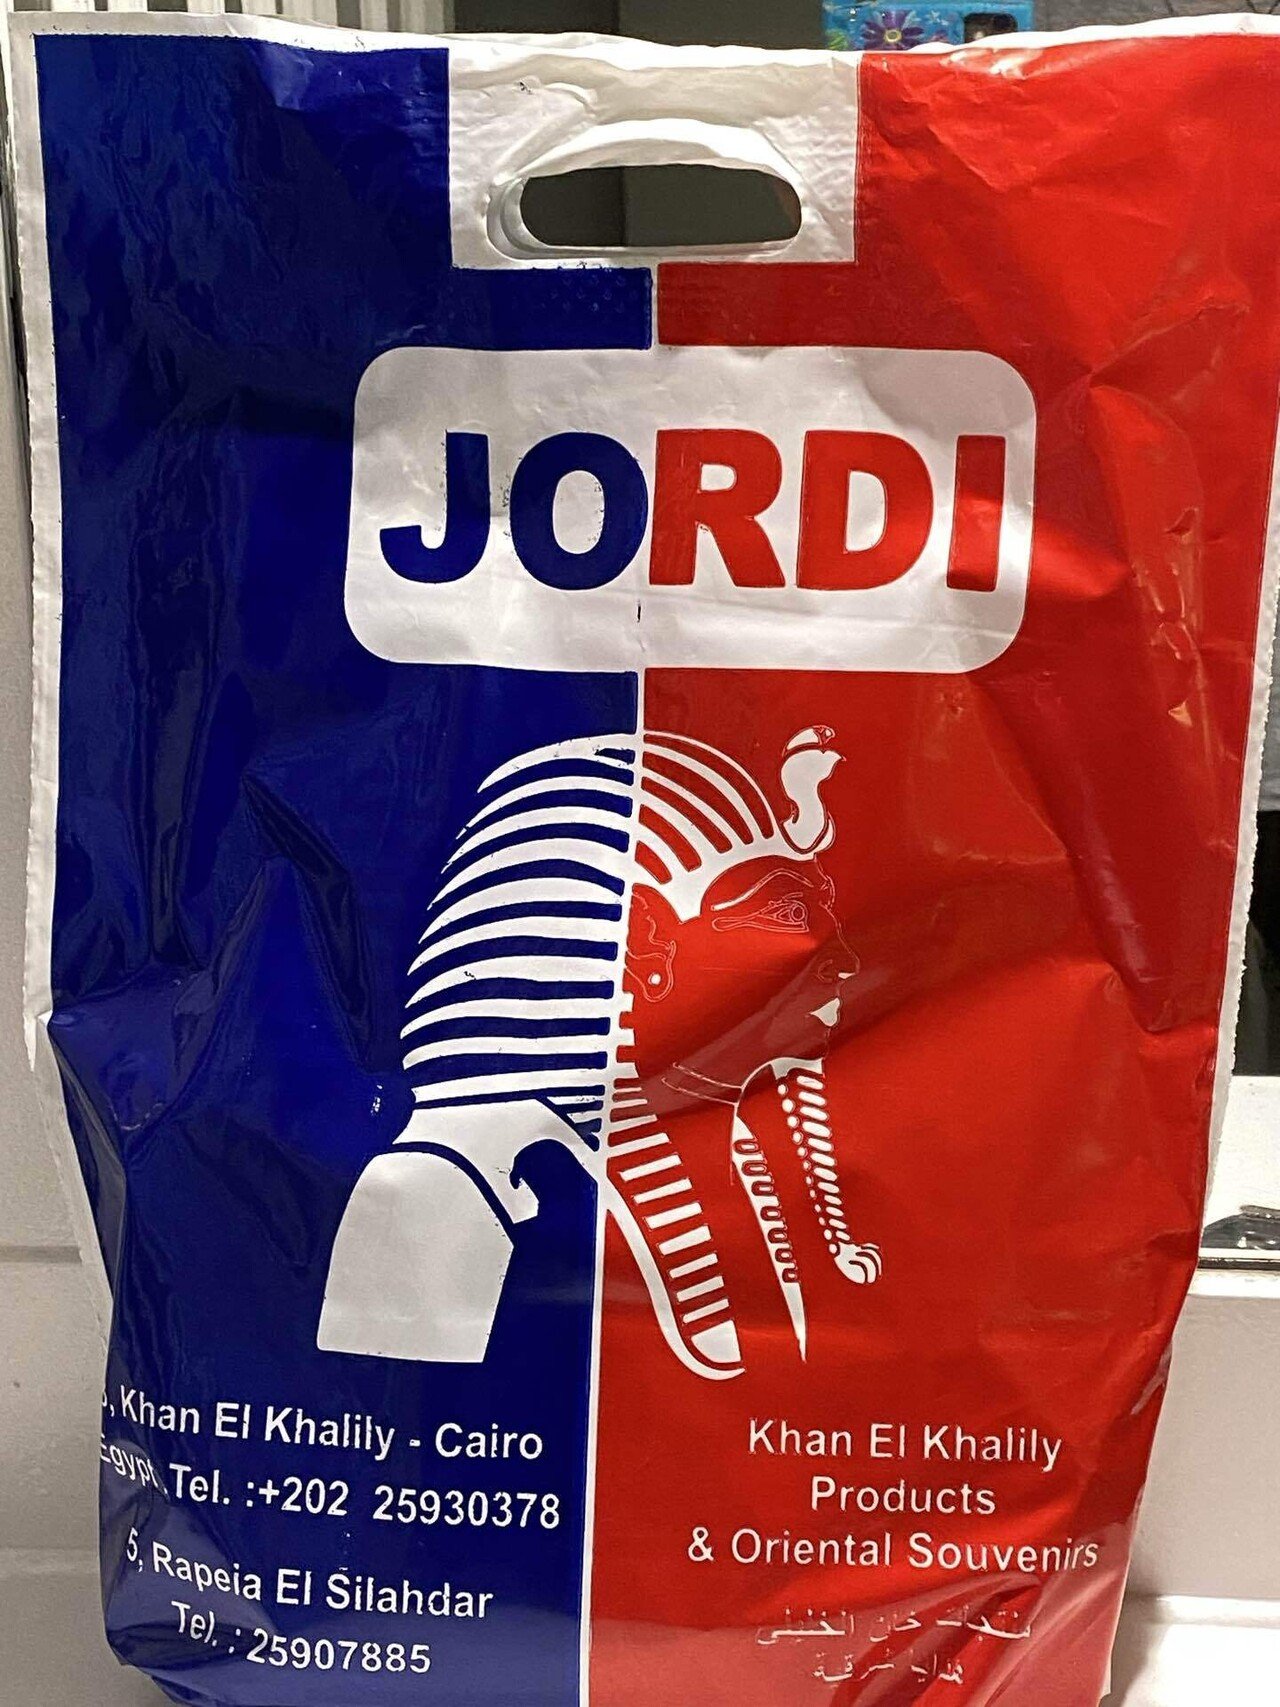 JORDI
, Khan El Khalily - Cairo
Egypt. Tel. :+202 25930378
5, Rapeia El Silahdar
Tel. : 25907885
Khan El Khalily
Products
& Oriental Souvenirs
منتجات خان الخليلى
هدايا شرقية